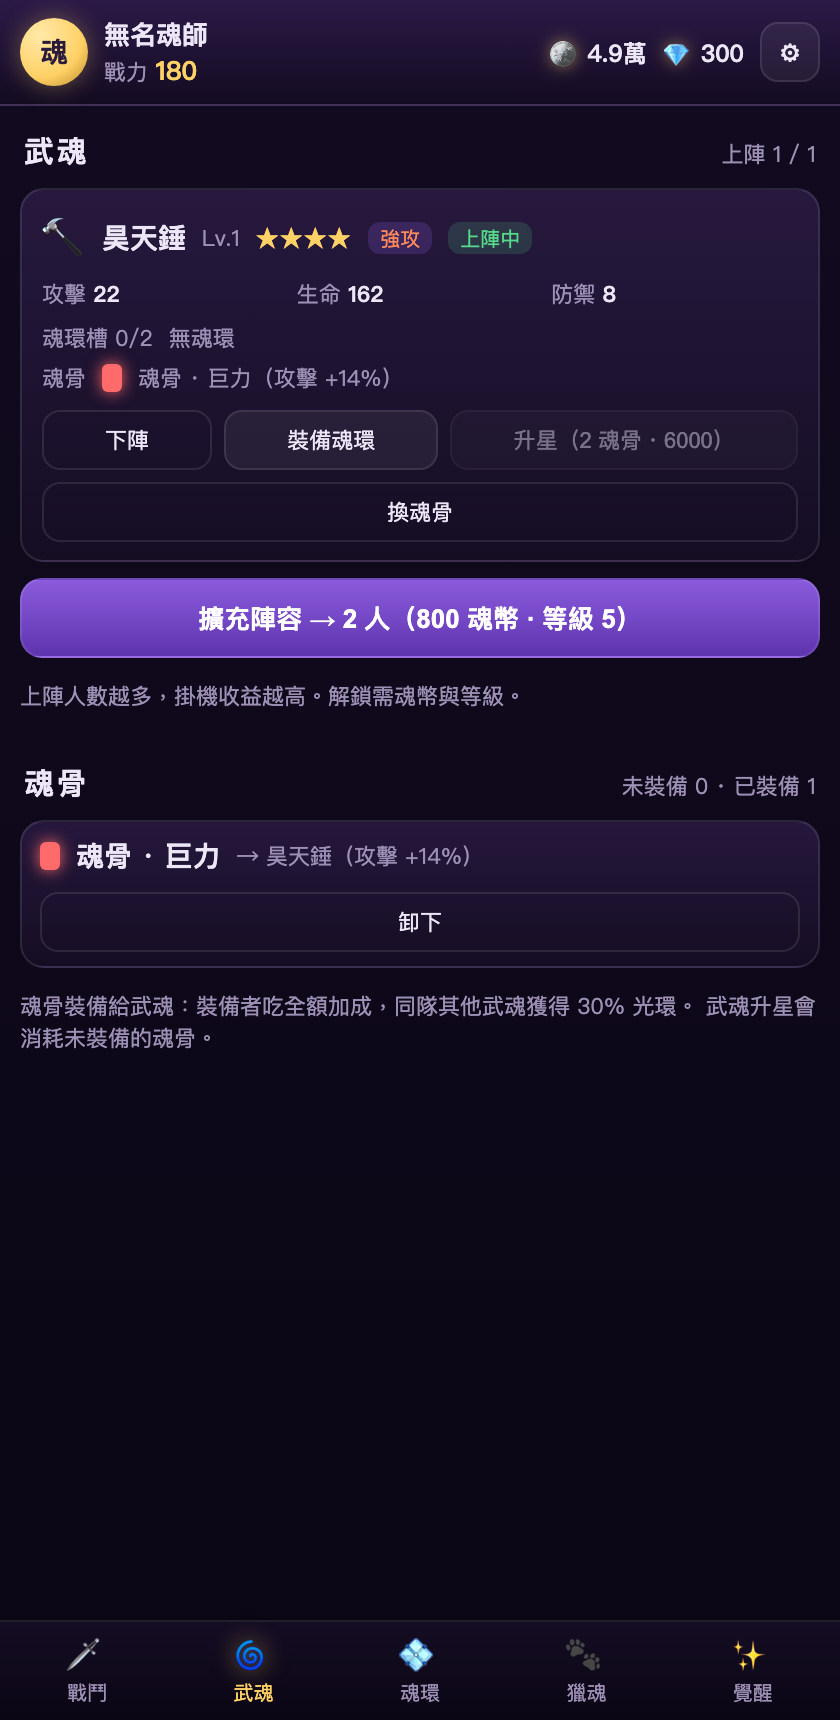 魂
無名魂師
戰力 180
4.9萬
300
武魂
上陣 1 / 1
昊天錘 Lv.1 ★★★★ 強攻 上陣中
攻擊 22 生命 162 防禦 8
魂環槽 0/2 無魂環
魂骨 魂骨・巨力（攻擊 +14%）
下陣 裝備魂環 升星（2 魂骨・6000）
換魂骨
擴充陣容 → 2 人（800 魂幣・等級 5）
上陣人數越多，掛機收益越高。解鎖需魂幣與等級。
魂骨
未裝備 0・已裝備 1
魂骨・巨力 → 昊天錘（攻擊 +14%）
卸下
魂骨裝備給武魂：裝備者吃全額加成，同隊其他武魂獲得 30% 光環。 武魂升星會
消耗未裝備的魂骨。
戰鬥 武魂 魂環 獵魂 覺醒